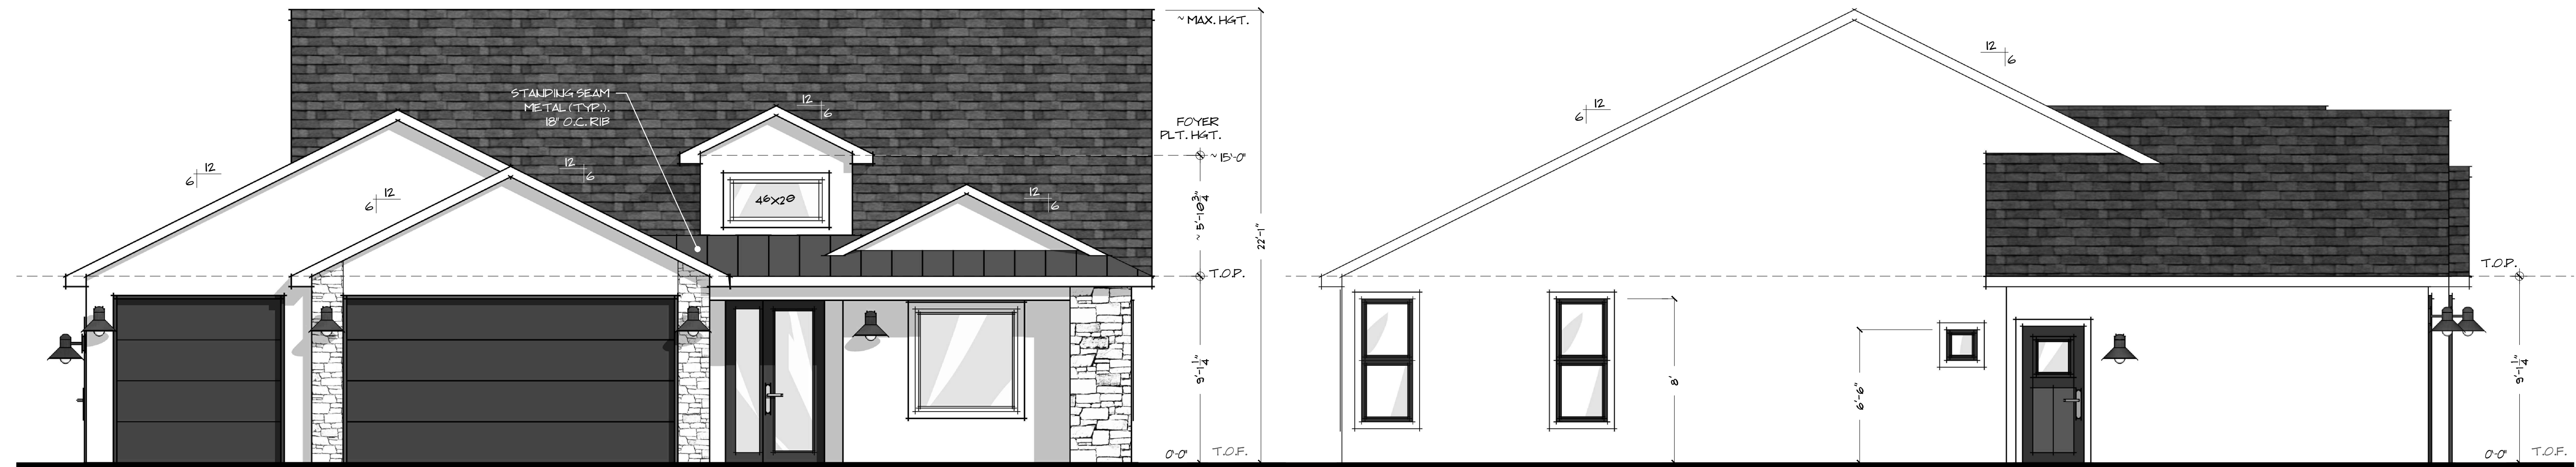 ~ MAX. HGT.
STANDING SEAM
METAL (TYP.).
18" O.C. RIB
12
6
12
6
12
6
12
6
12
6
46X20
FOYER
PLT. HGT.
~ 15'-0"
~ 5'-10 3/4"
22'-1"
T.O.P.
9'-1 1/4"
0'-0" T.O.F.
12
6
12
6
8'
6'-6"
T.O.P.
9'-1 1/4"
0'-0" T.O.F.